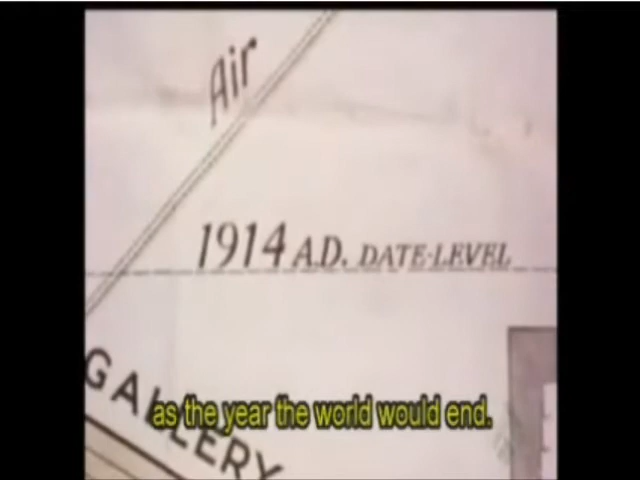 Air
1914 A.D. DATE-LEVEL
GALLERY
as the year the world would end.